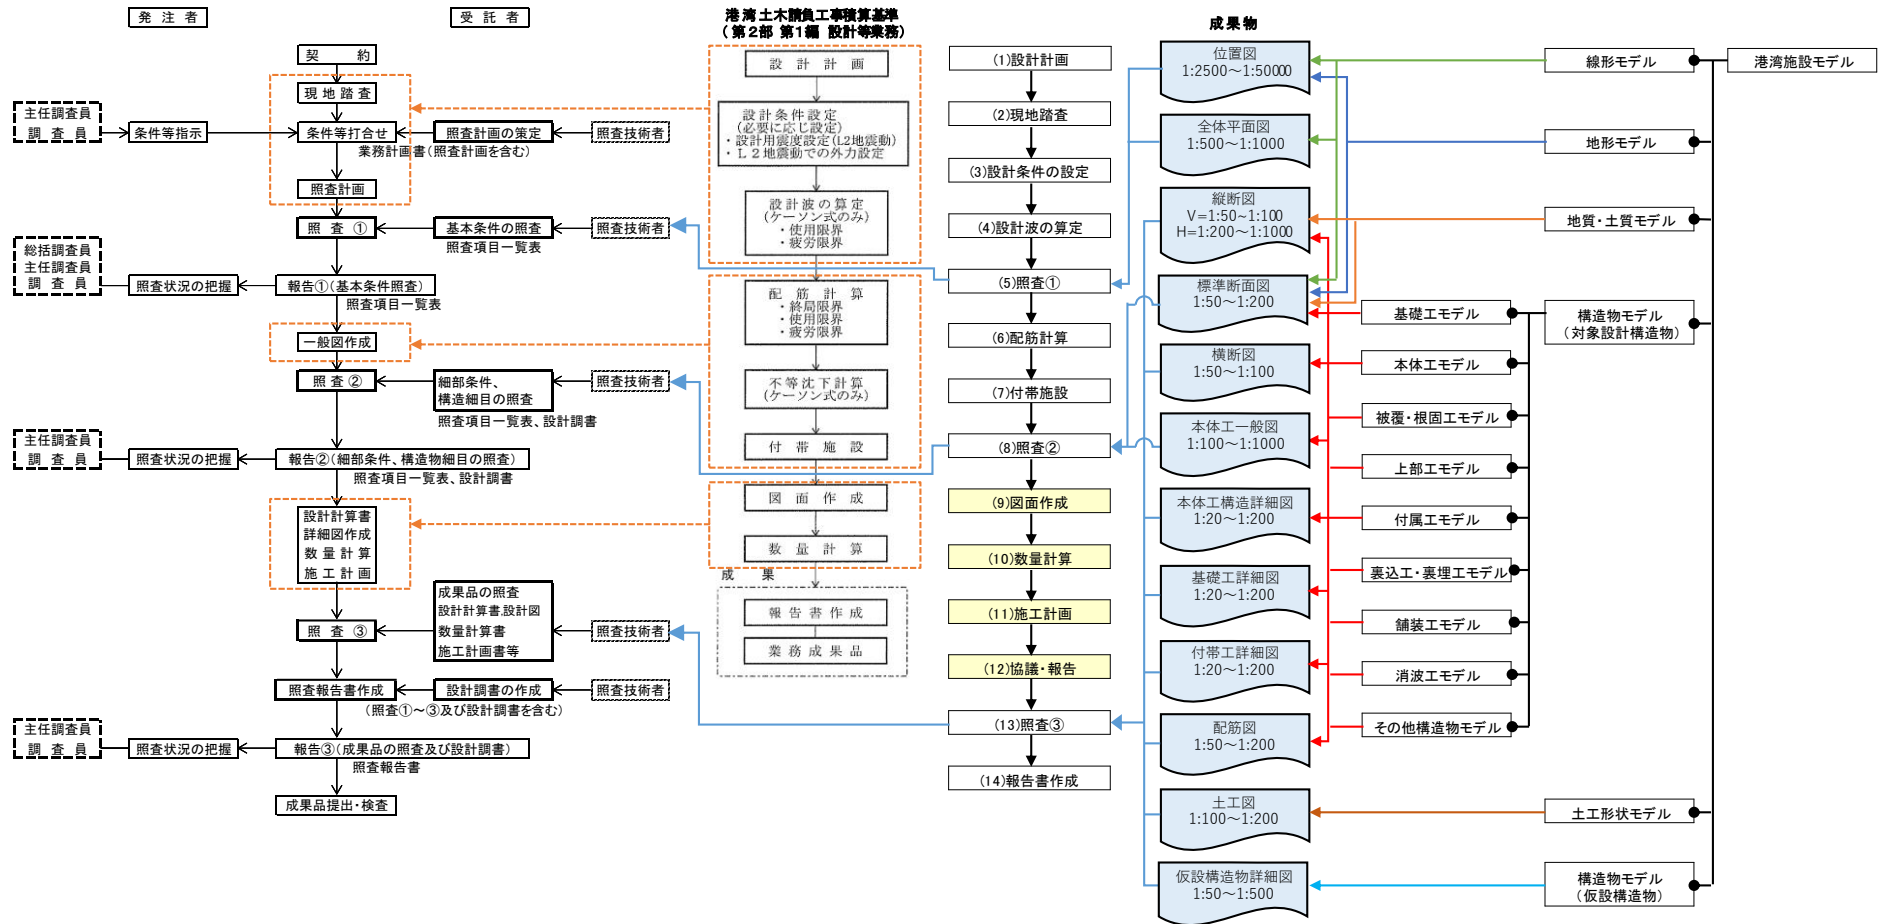 発注者
受託者
契約
現地踏査
主任調査員
調査員
条件等指示
条件等打合せ
照査計画の策定
照査技術者
業務計画書(照査計画を含む)
照査計画
照査①
基本条件の照査
照査技術者
照査項目一覧表
総括調査員
主任調査員
調査員
照査状況の把握
報告①(基本条件照査)
照査項目一覧表
一般図作成
照査②
細部条件、
構造細目の照査
照査技術者
照査項目一覧表、設計調書
主任調査員
調査員
照査状況の把握
報告②(細部条件、構造物細目の照査)
照査項目一覧表、設計調書
設計計算書
詳細図作成
数量計算
施工計画
照査③
成果品の照査
設計計算書、設計図
数量計算書
施工計画書等
照査技術者
照査報告書作成
設計調書の作成
照査技術者
(照査①~③及び設計調書を含む)
主任調査員
調査員
照査状況の把握
報告③(成果品の照査及び設計調書)
照査報告書
成果品提出・検査
港湾土木請負工事積算基準
(第2部 第1編 設計等業務)
設計計画
設計条件設定
(必要に応じ設定)
・設計用震度設定(L2地震動)
・L2地震動での外力設定
設計波の算定
(ケーソン式のみ)
・使用限界
・疲労限界
配筋計算
・終局限界
・使用限界
・疲労限界
不等沈下計算
(ケーソン式のみ)
付帯施設
図面作成
数量計算
成果
報告書作成
業務成果品
(1)設計計画
(2)現地踏査
(3)設計条件の設定
(4)設計波の算定
(5)照査①
(6)配筋計算
(7)付帯施設
(8)照査②
(9)図面作成
(10)数量計算
(11)施工計画
(12)協議・報告
(13)照査③
(14)報告書作成
成果物
位置図
1:2500~1:50000
全体平面図
1:500~1:1000
縦断図
V=1:50~1:100
H=1:200~1:1000
標準断面図
1:50~1:200
横断図
1:50~1:100
本体工一般図
1:100~1:1000
本体工構造詳細図
1:20~1:200
基礎工詳細図
1:20~1:200
付帯工詳細図
1:20~1:200
配筋図
1:50~1:200
土工図
1:100~1:200
仮設構造物詳細図
1:50~1:500
基礎工モデル
本体工モデル
被覆・根固工モデル
上部工モデル
付属工モデル
裏込工・裏埋工モデル
舗装工モデル
消波工モデル
その他構造物モデル
線形モデル
地形モデル
地質・土質モデル
構造物モデル
(対象設計構造物)
土工形状モデル
構造物モデル
(仮設構造物)
港湾施設モデル